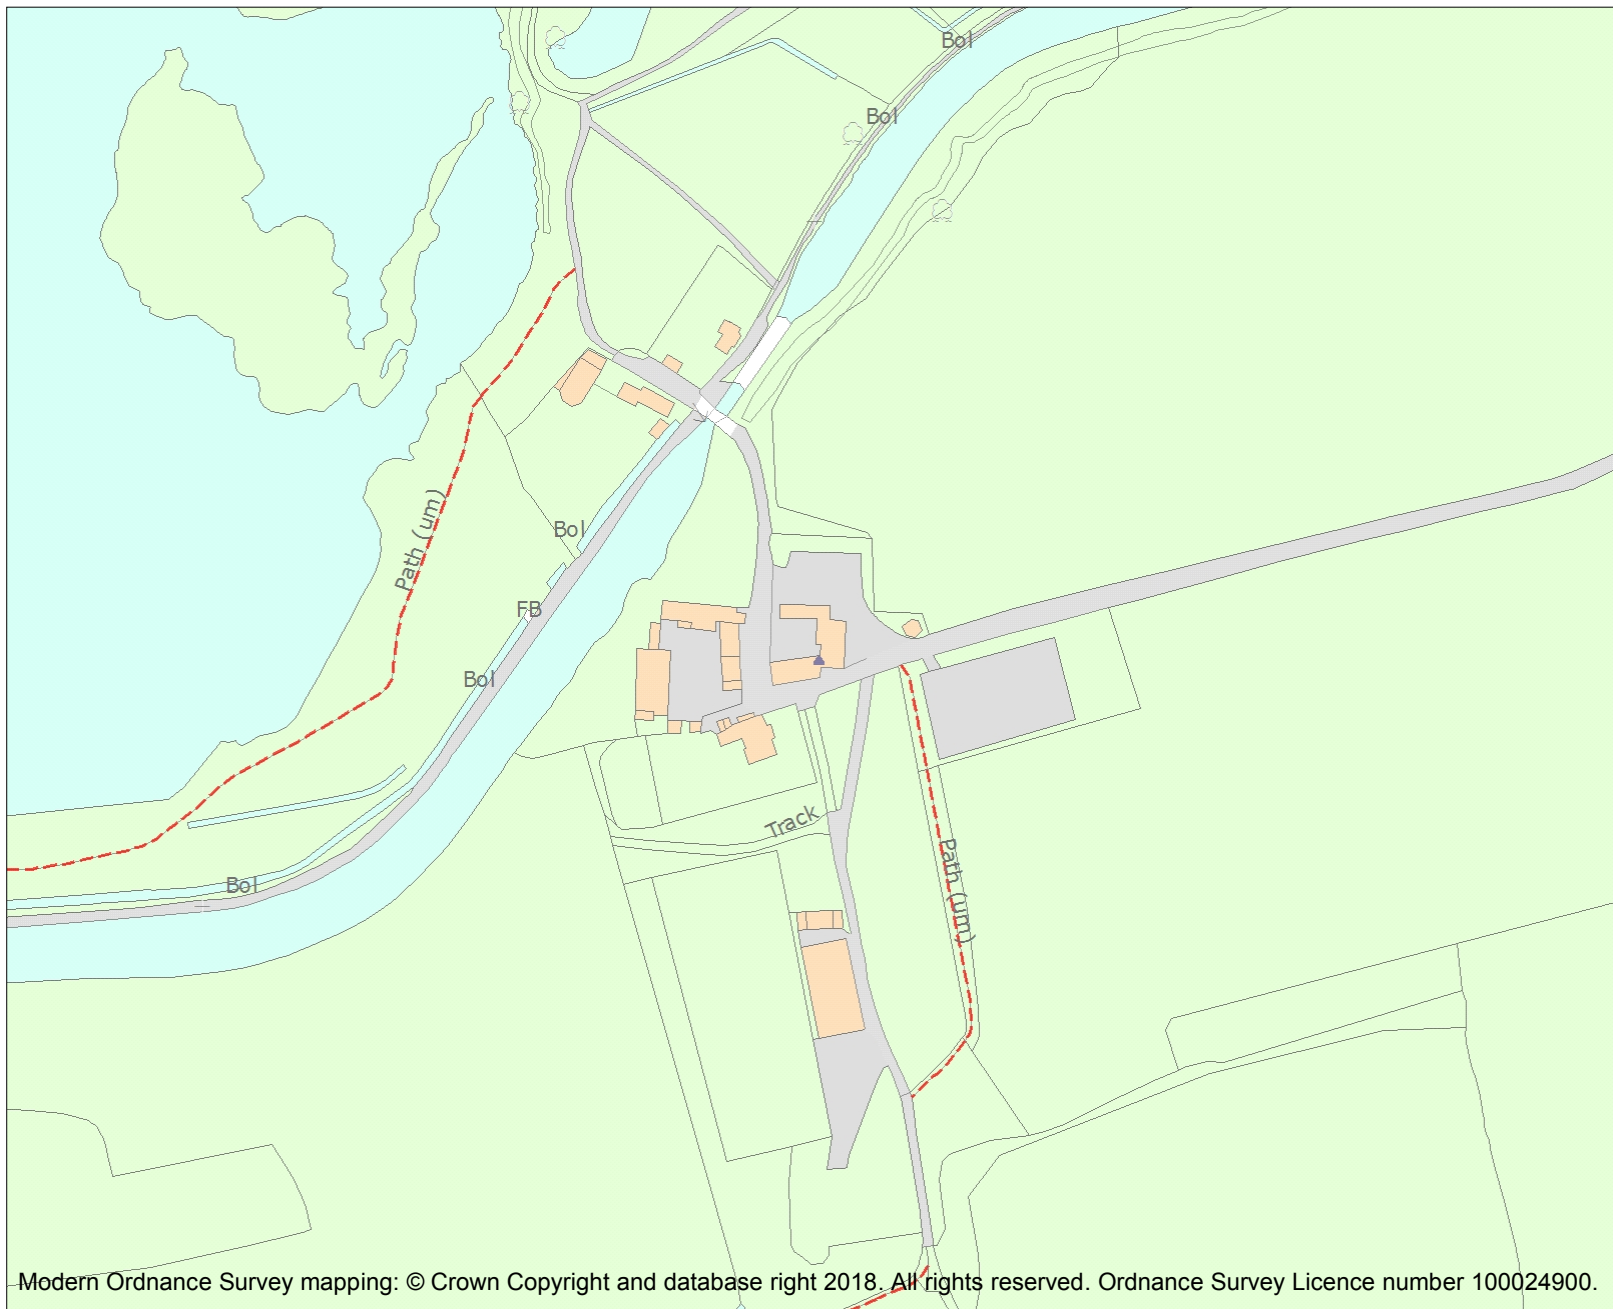 Bol
Bol
Path (um)
Bol
FB
Bol
Track
Path (um)
Bol
Modern Ordnance Survey mapping: © Crown Copyright and database right 2018. All rights reserved. Ordnance Survey Licence number 100024900.